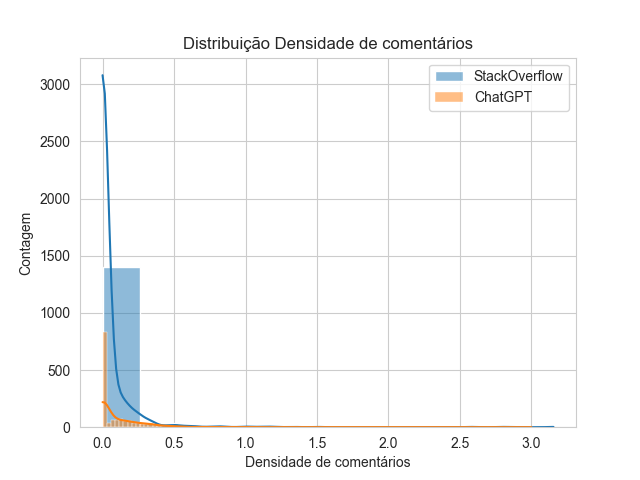 Distribuição Densidade de comentários
StackOverflow
ChatGPT
3000
2500
2000
1500
1000
500
0
Contagem
0.0 0.5 1.0 1.5 2.0 2.5 3.0
Densidade de comentários